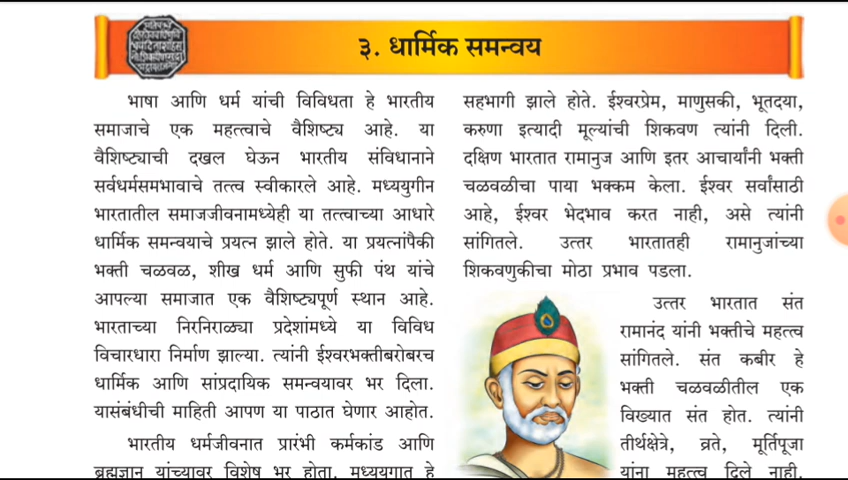 ३. धार्मिक समन्वय
भाषा आणि धर्म यांची विविधता हे भारतीय
समाजाचे एक महत्त्वाचे वैशिष्ट्य आहे. या
वैशिष्ट्याची दखल घेऊन भारतीय संविधानाने
सर्वधर्मसमभावाचे तत्त्व स्वीकारले आहे. मध्ययुगीन
भारतातील समाजजीवनामध्येही या तत्त्वाच्या आधारे
धार्मिक समन्वयाचे प्रयत्न झाले होते. या प्रयत्नांपैकी
भक्ती चळवळ, शीख धर्म आणि सुफी पंथ यांचे
आपल्या समाजात एक वैशिष्ट्यपूर्ण स्थान आहे.
भारताच्या निरनिराळ्या प्रदेशांमध्ये या विविध
विचारधारा निर्माण झाल्या. त्यांनी ईश्वरभक्तीबरोबरच
धार्मिक आणि सांप्रदायिक समन्वयावर भर दिला.
यासंबंधीची माहिती आपण या पाठात घेणार आहोत.
भारतीय धर्मजीवनात प्रारंभी कर्मकांड आणि
ब्रह्मज्ञान यांच्यावर विशेष भर होता. मध्ययुगात हे
सहभागी झाले होते. ईश्वरप्रेम, माणुसकी, भूतदया,
करुणा इत्यादी मूल्यांची शिकवण त्यांनी दिली.
दक्षिण भारतात रामानुज आणि इतर आचार्यांनी भक्ती
चळवळीचा पाया भक्कम केला. ईश्वर सर्वांसाठी
आहे, ईश्वर भेदभाव करत नाही, असे त्यांनी
सांगितले. उत्तर भारतातही रामानुजांच्या
शिकवणुकीचा मोठा प्रभाव पडला.
उत्तर भारतात संत
रामानंद यांनी भक्तीचे महत्त्व
सांगितले. संत कबीर हे
भक्ती चळवळीतील एक
विख्यात संत होत. त्यांनी
तीर्थक्षेत्रे, व्रते, मूर्तिपूजा
यांना महत्त्व दिले नाही.